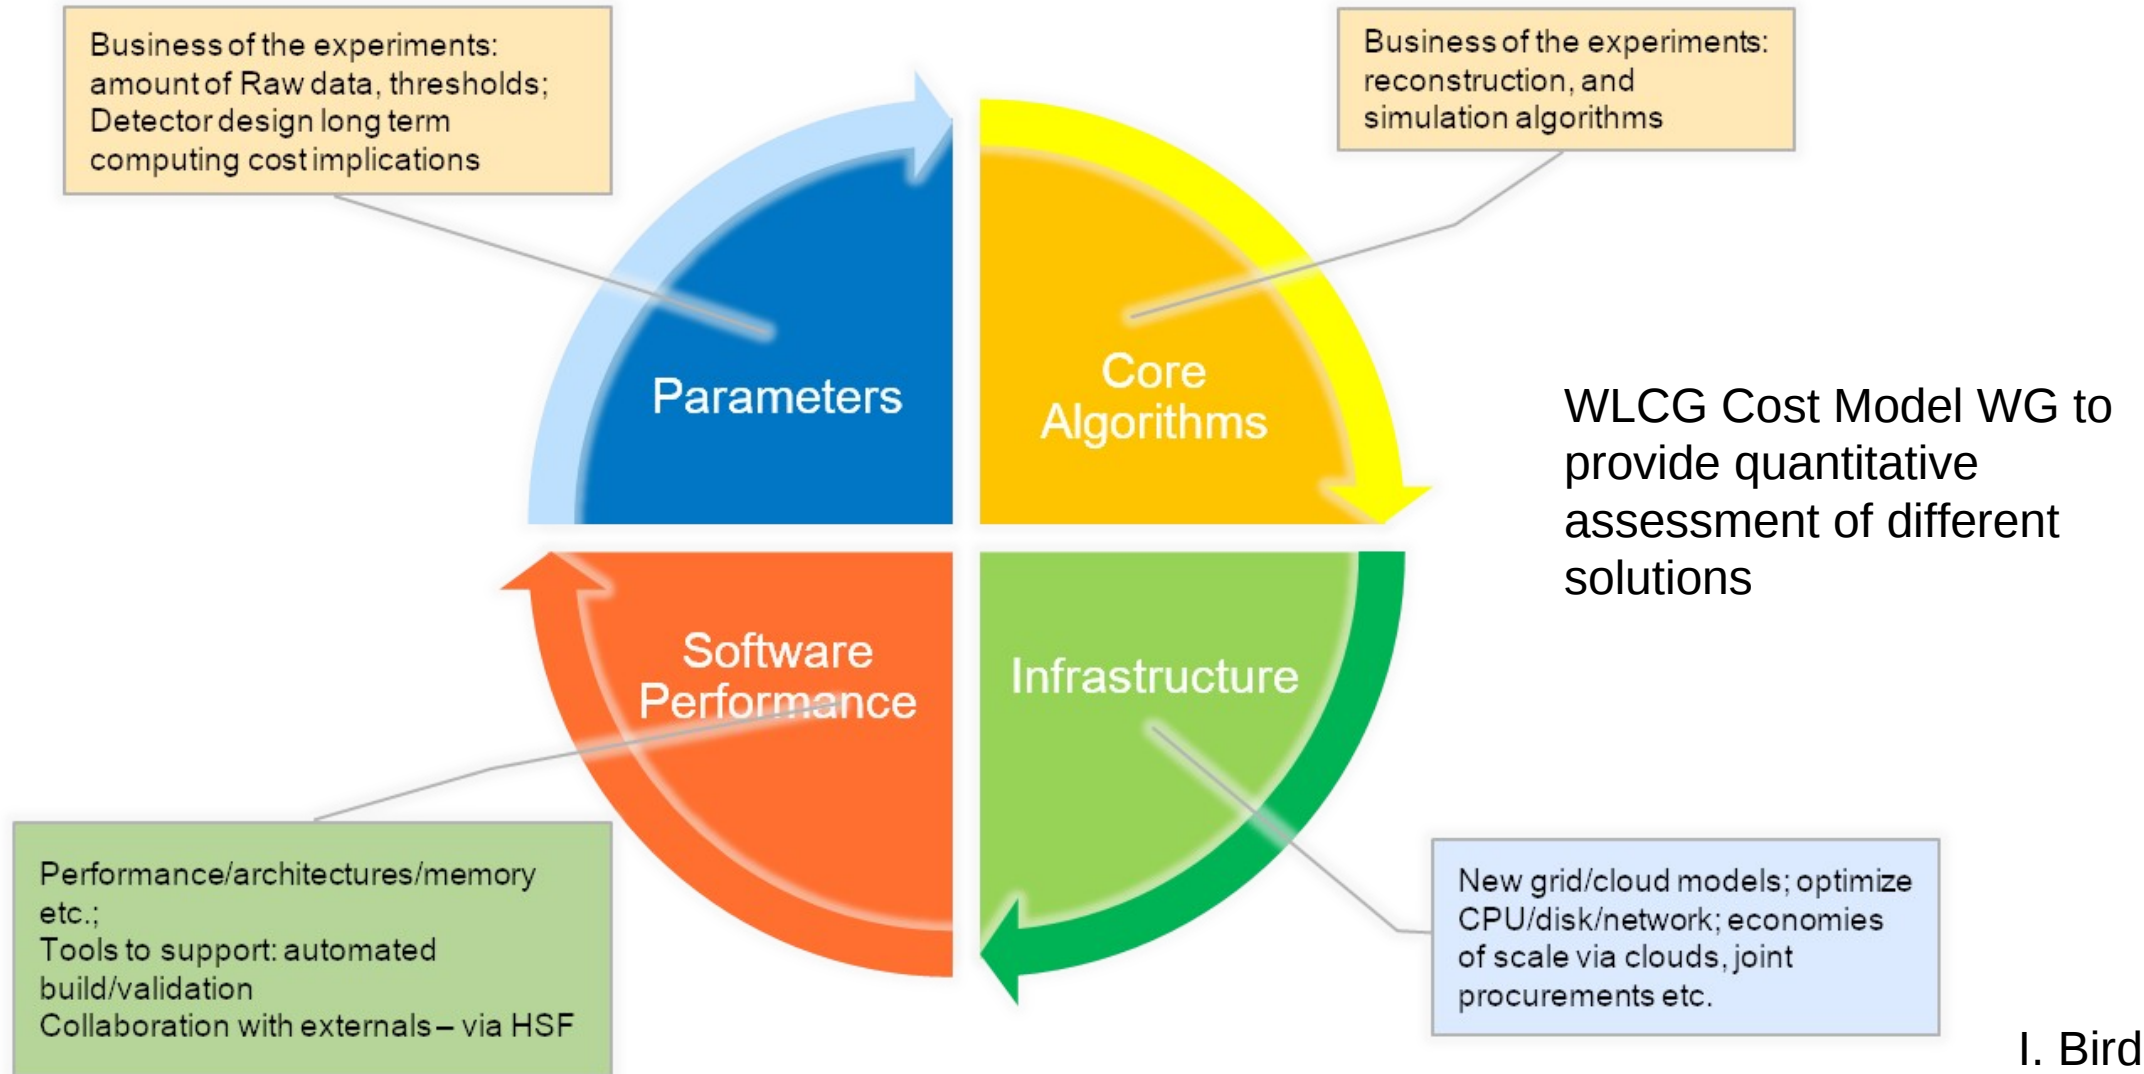 Business of the experiments:
amount of Raw data, thresholds;
Detector design long term
computing cost implications
Business of the experiments:
reconstruction, and
simulation algorithms
Parameters
Core
Algorithms
WLCG Cost Model WG to
provide quantitative
assessment of different
solutions
Software
Performance
Infrastructure
Performance/architectures/memory
etc.;
Tools to support: automated
build/validation
Collaboration with externals – via HSF
New grid/cloud models; optimize
CPU/disk/network; economies
of scale via clouds, joint
procurements etc.
I. Bird